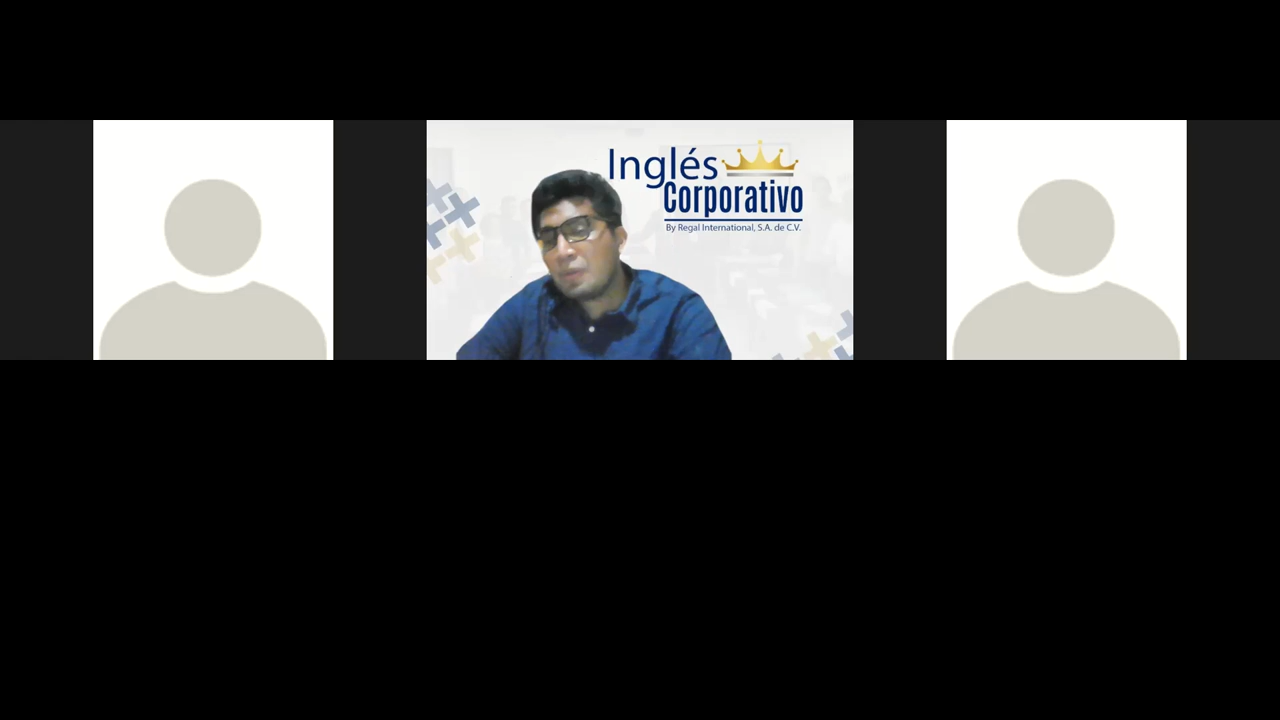 Inglés
Corporativo
By Regal International, S.A. de C.V.